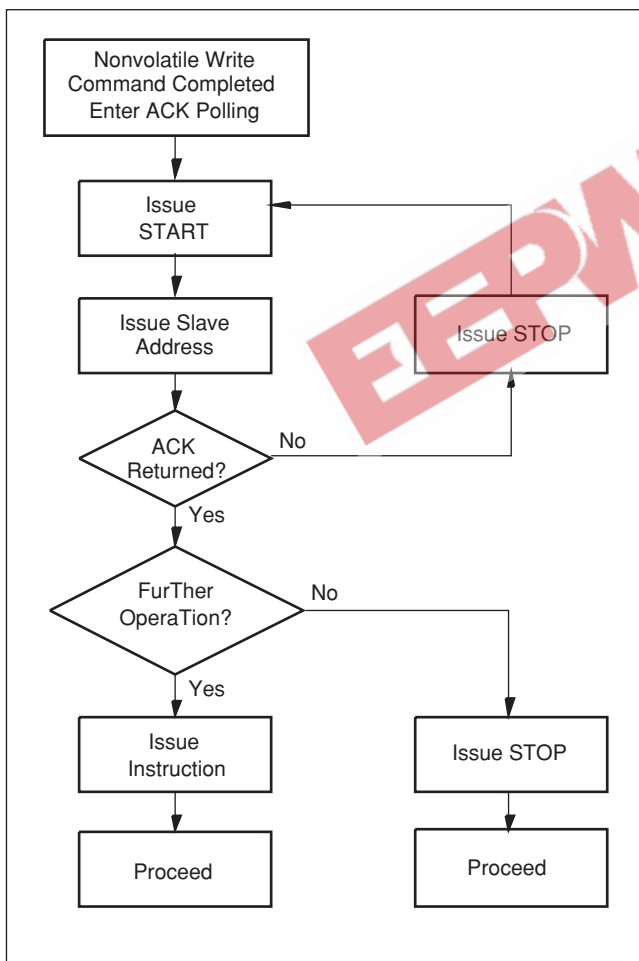 Nonvolatile Write
Command Completed
Enter ACK Polling
Issue
START
Issue Slave
Address
Issue STOP
ACK
Returned?
No
Yes
FurTher
OperaTion?
No
Yes
Issue
Instruction
Issue STOP
Proceed
Proceed
EEPW